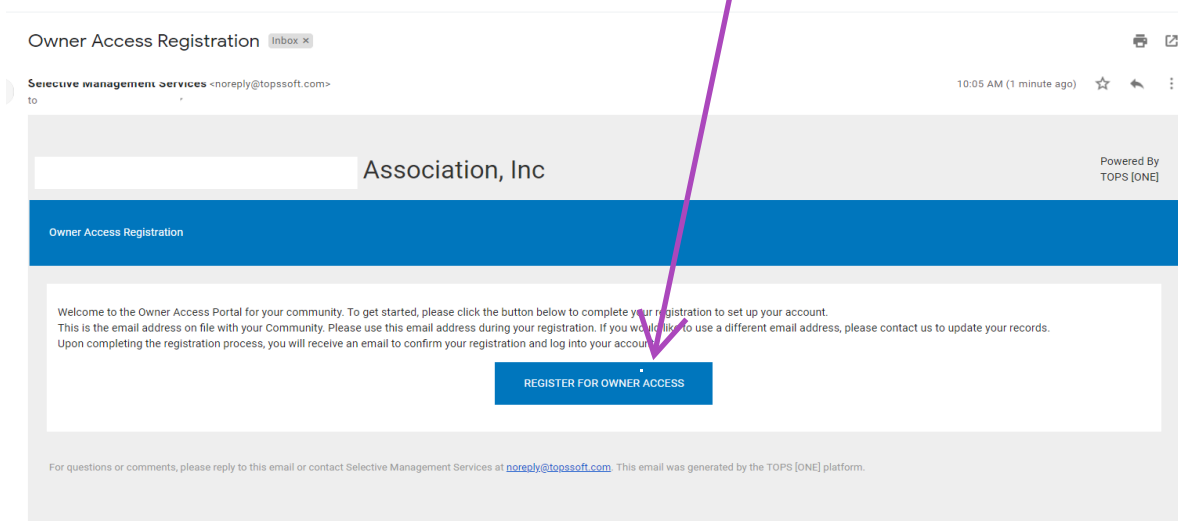 Owner Access Registration Inbox ×
Selective Management Services <noreply@topssoft.com>
10:05 AM (1 minute ago)
to
Association, Inc
Powered By
TOPS [ONE]
Owner Access Registration
Welcome to the Owner Access Portal for your community. To get started, please click the button below to complete your registration to set up your account.
This is the email address on file with your Community. Please use this email address during your registration. If you would like to use a different email address, please contact us to update your records.
Upon completing the registration process, you will receive an email to confirm your registration and log into your account.
REGISTER FOR OWNER ACCESS
For questions or comments, please reply to this email or contact Selective Management Services at noreply@topssoft.com. This email was generated by the TOPS [ONE] platform.